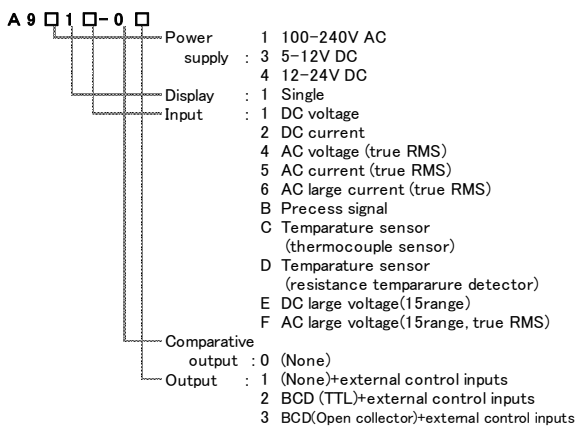 A 9 □ 1 □ - 0 □
Power 1 100-240V AC
supply : 3 5-12V DC
4 12-24V DC
Display : 1 Single
Input : 1 DC voltage
2 DC current
4 AC voltage (true RMS)
5 AC current (true RMS)
6 AC large current (true RMS)
B Precess signal
C Temparature sensor
(thermocouple sensor)
D Temparature sensor
(resistance temparature detector)
E DC large voltage(15range)
F AC large voltage(15range, true RMS)
Comparative
output : 0 (None)
Output : 1 (None)+external control inputs
2 BCD (TTL)+external control inputs
3 BCD(Open collector)+external control inputs